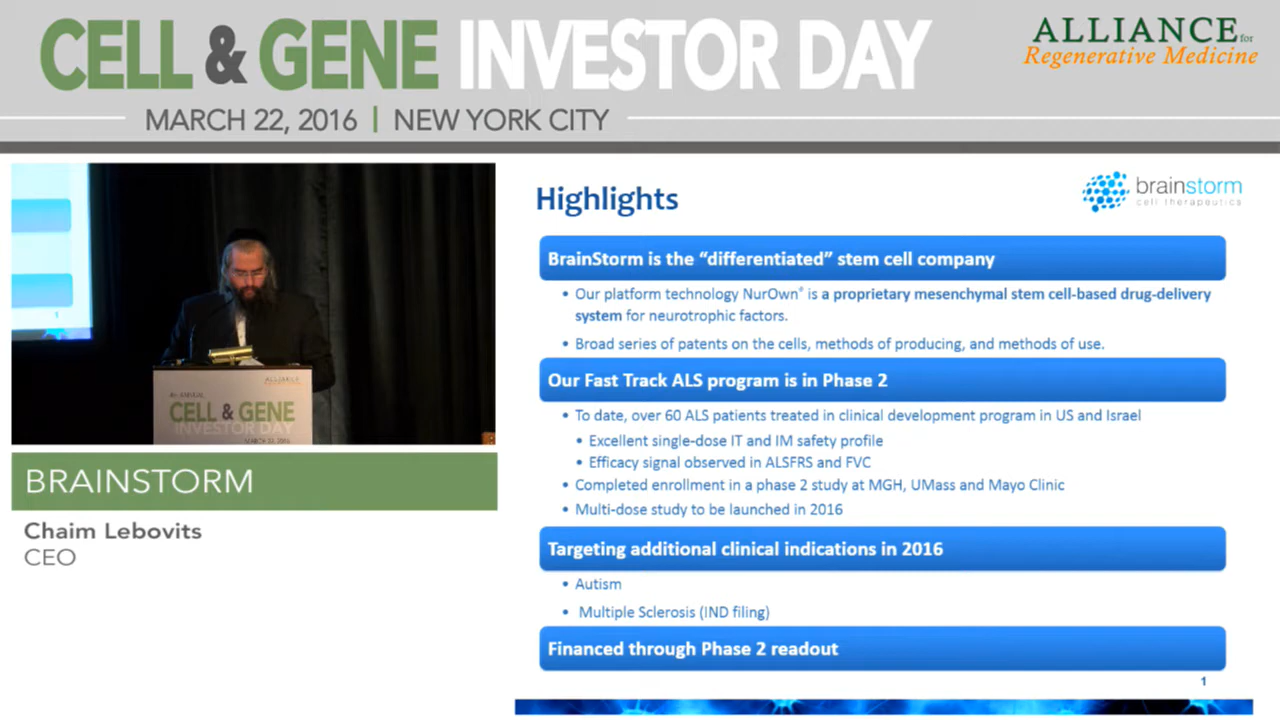 CELL & GENE INVESTOR DAY
MARCH 22, 2016 | NEW YORK CITY
ALLIANCE for
Regenerative Medicine
ALLIANCE
CELL & GENE
INVESTOR DAY
MARCH 22, 2016
BRAINSTORM
Chaim Lebovits
CEO
Highlights
brainstorm
cell therapeutics
BrainStorm is the “differentiated” stem cell company
• Our platform technology NurOwn® is a proprietary mesenchymal stem cell-based drug-delivery
system for neurotrophic factors.
• Broad series of patents on the cells, methods of producing, and methods of use.
Our Fast Track ALS program is in Phase 2
• To date, over 60 ALS patients treated in clinical development program in US and Israel
• Excellent single-dose IT and IM safety profile
• Efficacy signal observed in ALSFRS and FVC
• Completed enrollment in a phase 2 study at MGH, UMass and Mayo Clinic
• Multi-dose study to be launched in 2016
Targeting additional clinical indications in 2016
• Autism
• Multiple Sclerosis (IND filing)
Financed through Phase 2 readout
1